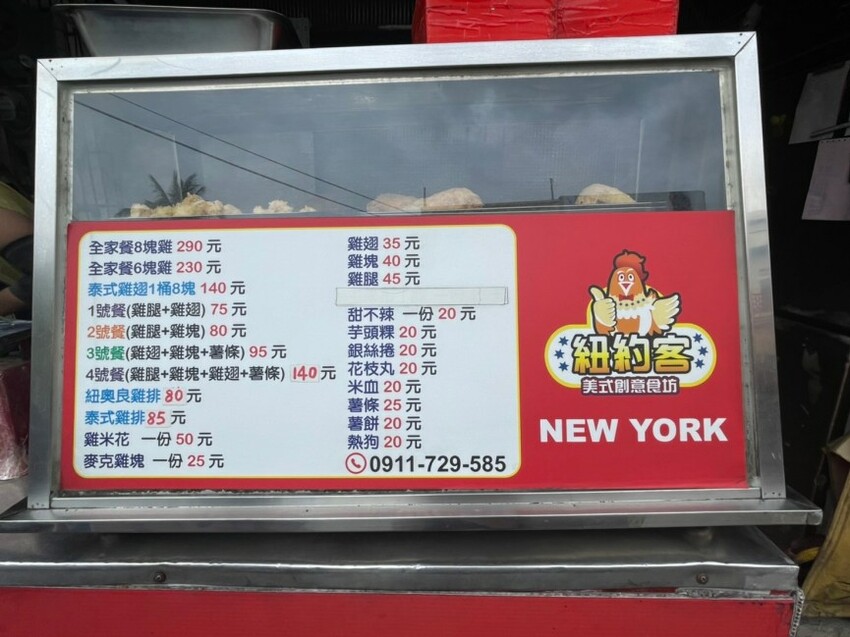 全家餐8塊雞 290 元
全家餐6塊雞 230 元
泰式雞翅1桶8塊 140 元
1號餐(雞腿+雞翅) 75 元
2號餐(雞腿+雞塊) 80 元
3號餐(雞翅+雞塊+薯條) 95 元
4號餐(雞腿+雞塊+雞翅+薯條) 140 元
紐奧良雞排 80 元
泰式雞排 85 元
雞米花 一份 50 元
麥克雞塊 一份 25 元
雞翅 35 元
雞塊 40 元
雞腿 45 元
甜不辣 一份 20 元
芋頭粿 20 元
銀絲捲 20 元
花枝丸 20 元
米血 20 元
薯條 25 元
薯餅 20 元
熱狗 20 元
0911-729-585
紐約客
美式創意食坊
NEW YORK